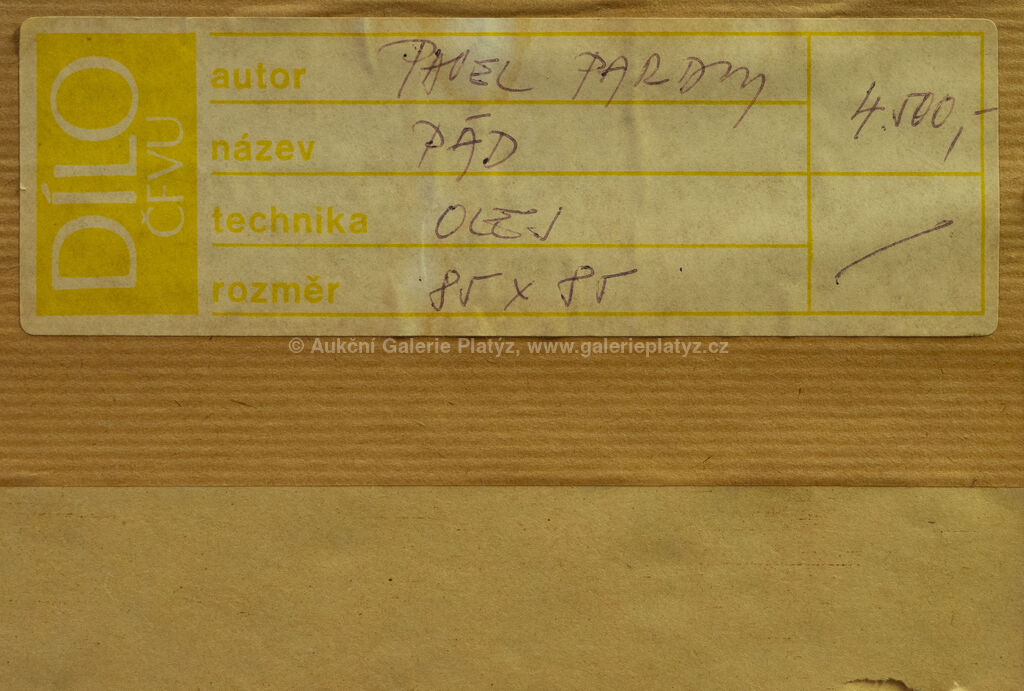 DÍLO
ČFVU
autor PAVEL PARDM
4.500,-
název PÁD
technika OLEJ
rozměr 85 x 85
© Aukční Galerie Platýz, www.galerieplatyz.cz